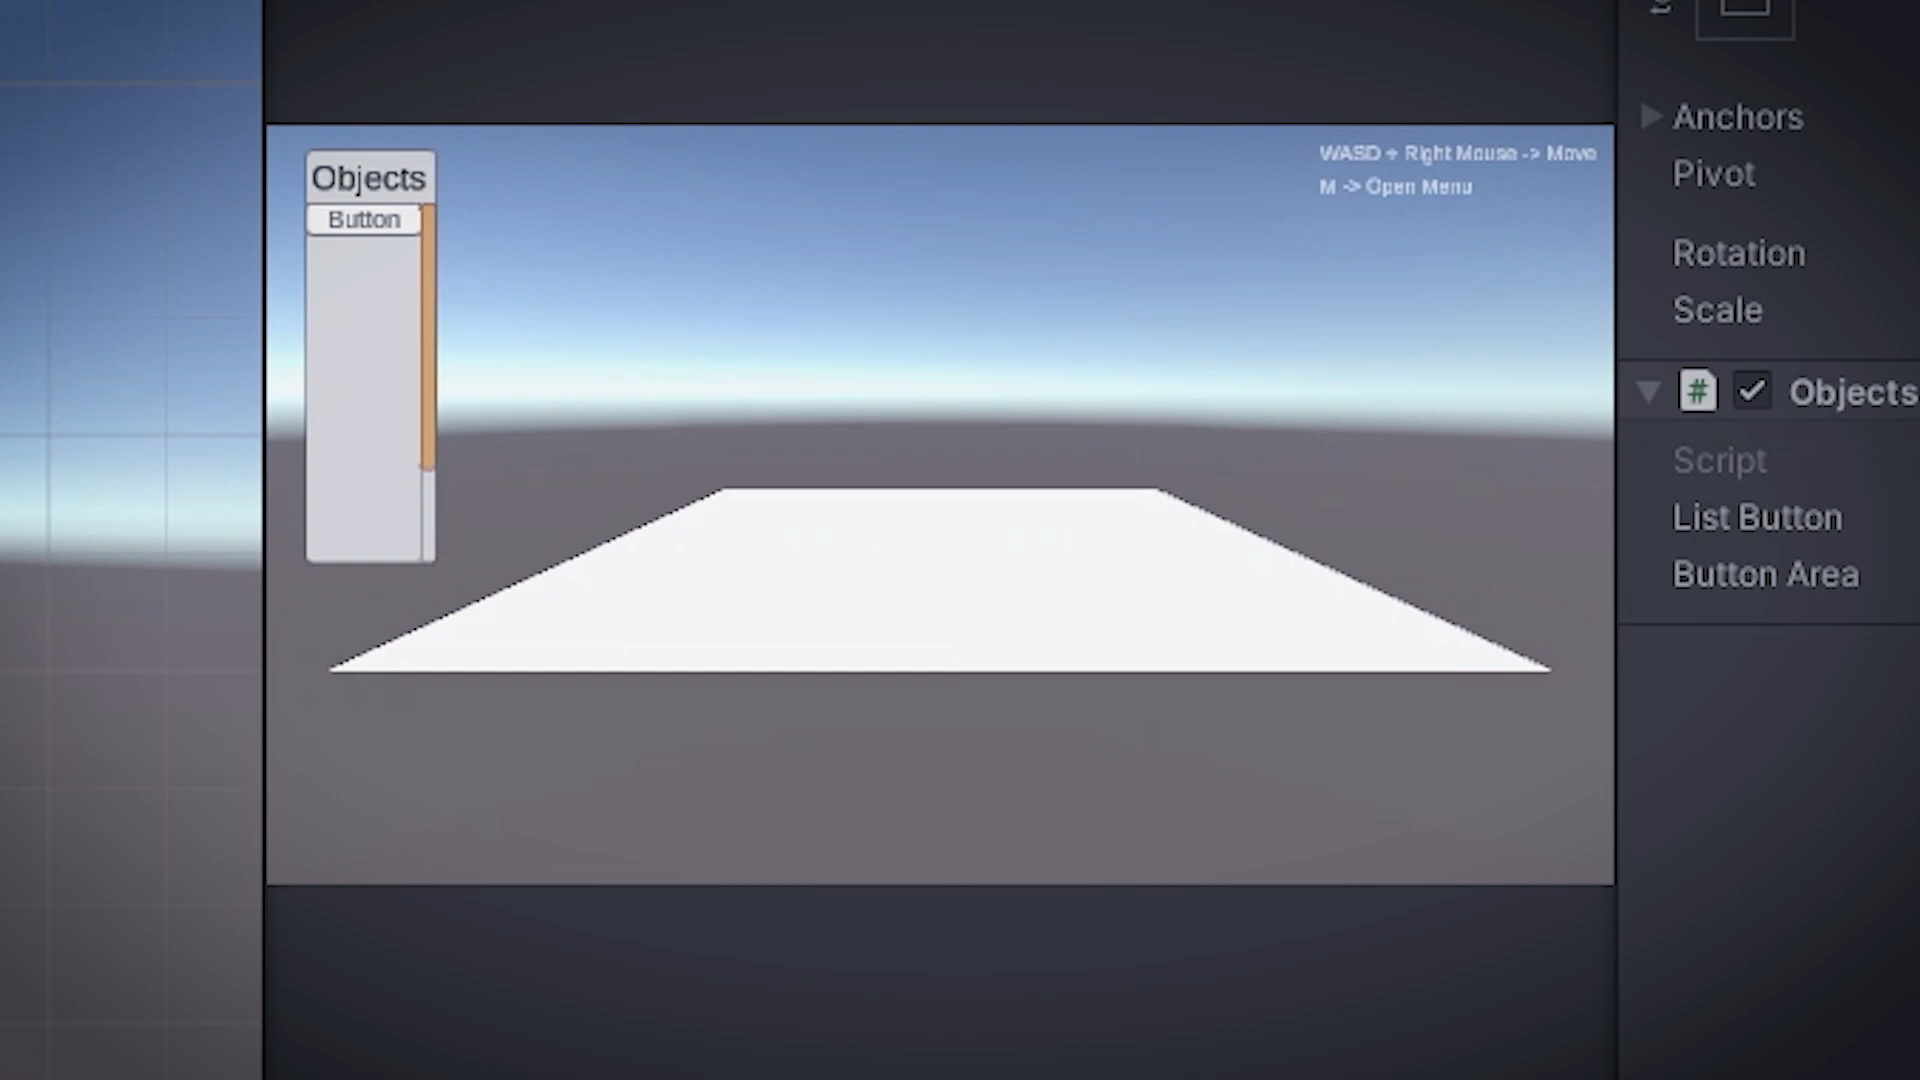 Objects
Button
WASD + Right Mouse -> Move
M -> Open Menu
Anchors
Pivot
Rotation
Scale
# Objects
Script
List Button
Button Area